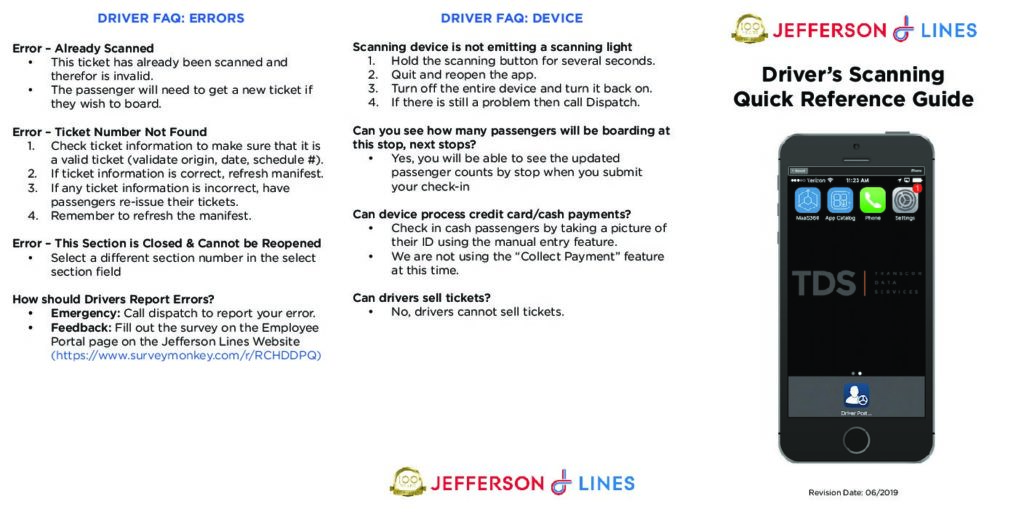 DRIVER FAQ: ERRORS
Error – Already Scanned
• This ticket has already been scanned and
therefor is invalid.
• The passenger will need to get a new ticket if
they wish to board.
Error – Ticket Number Not Found
1. Check ticket information to make sure that it is
a valid ticket (validate origin, date, schedule #).
2. If ticket information is correct, refresh manifest.
3. If any ticket information is incorrect, have
passengers re-issue their tickets.
4. Remember to refresh the manifest.
Error – This Section is Closed & Cannot be Reopened
• Select a different section number in the select
section field
How should Drivers Report Errors?
• Emergency: Call dispatch to report your error.
• Feedback: Fill out the survey on the Employee
Portal page on the Jefferson Lines Website
(https://www.surveymonkey.com/r/RCHDDPQ)
DRIVER FAQ: DEVICE
Scanning device is not emitting a scanning light
1. Hold the scanning button for several seconds.
2. Quit and reopen the app.
3. Turn off the entire device and turn it back on.
4. If there is still a problem then call Dispatch.
Can you see how many passengers will be boarding at
this stop, next stops?
• Yes, you will be able to see the updated
passenger counts by stop when you submit
your check-in
Can device process credit card/cash payments?
• Check in cash passengers by taking a picture of
their ID using the manual entry feature.
• We are not using the “Collect Payment” feature
at this time.
Can drivers sell tickets?
• No, drivers cannot sell tickets.
100
JEFFERSON LINES
100
JEFFERSON LINES
Driver’s Scanning
Quick Reference Guide
Verizon 11:23 AM
1
MaaS360 App Catalog Phone Settings
TDS
DATA
Driver Port...
Revision Date: 06/2019